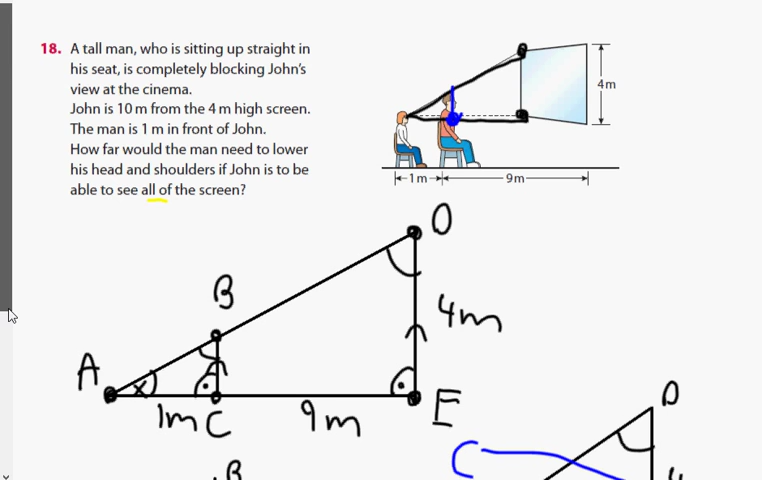 18. A tall man, who is sitting up straight in
his seat, is completely blocking John's
view at the cinema.
John is 10 m from the 4 m high screen.
The man is 1 m in front of John.
How far would the man need to lower
his head and shoulders if John is to be
able to see all of the screen?
4m
1m
9m
D
B
4m
A
x
1m C
9m
E
D
C
B